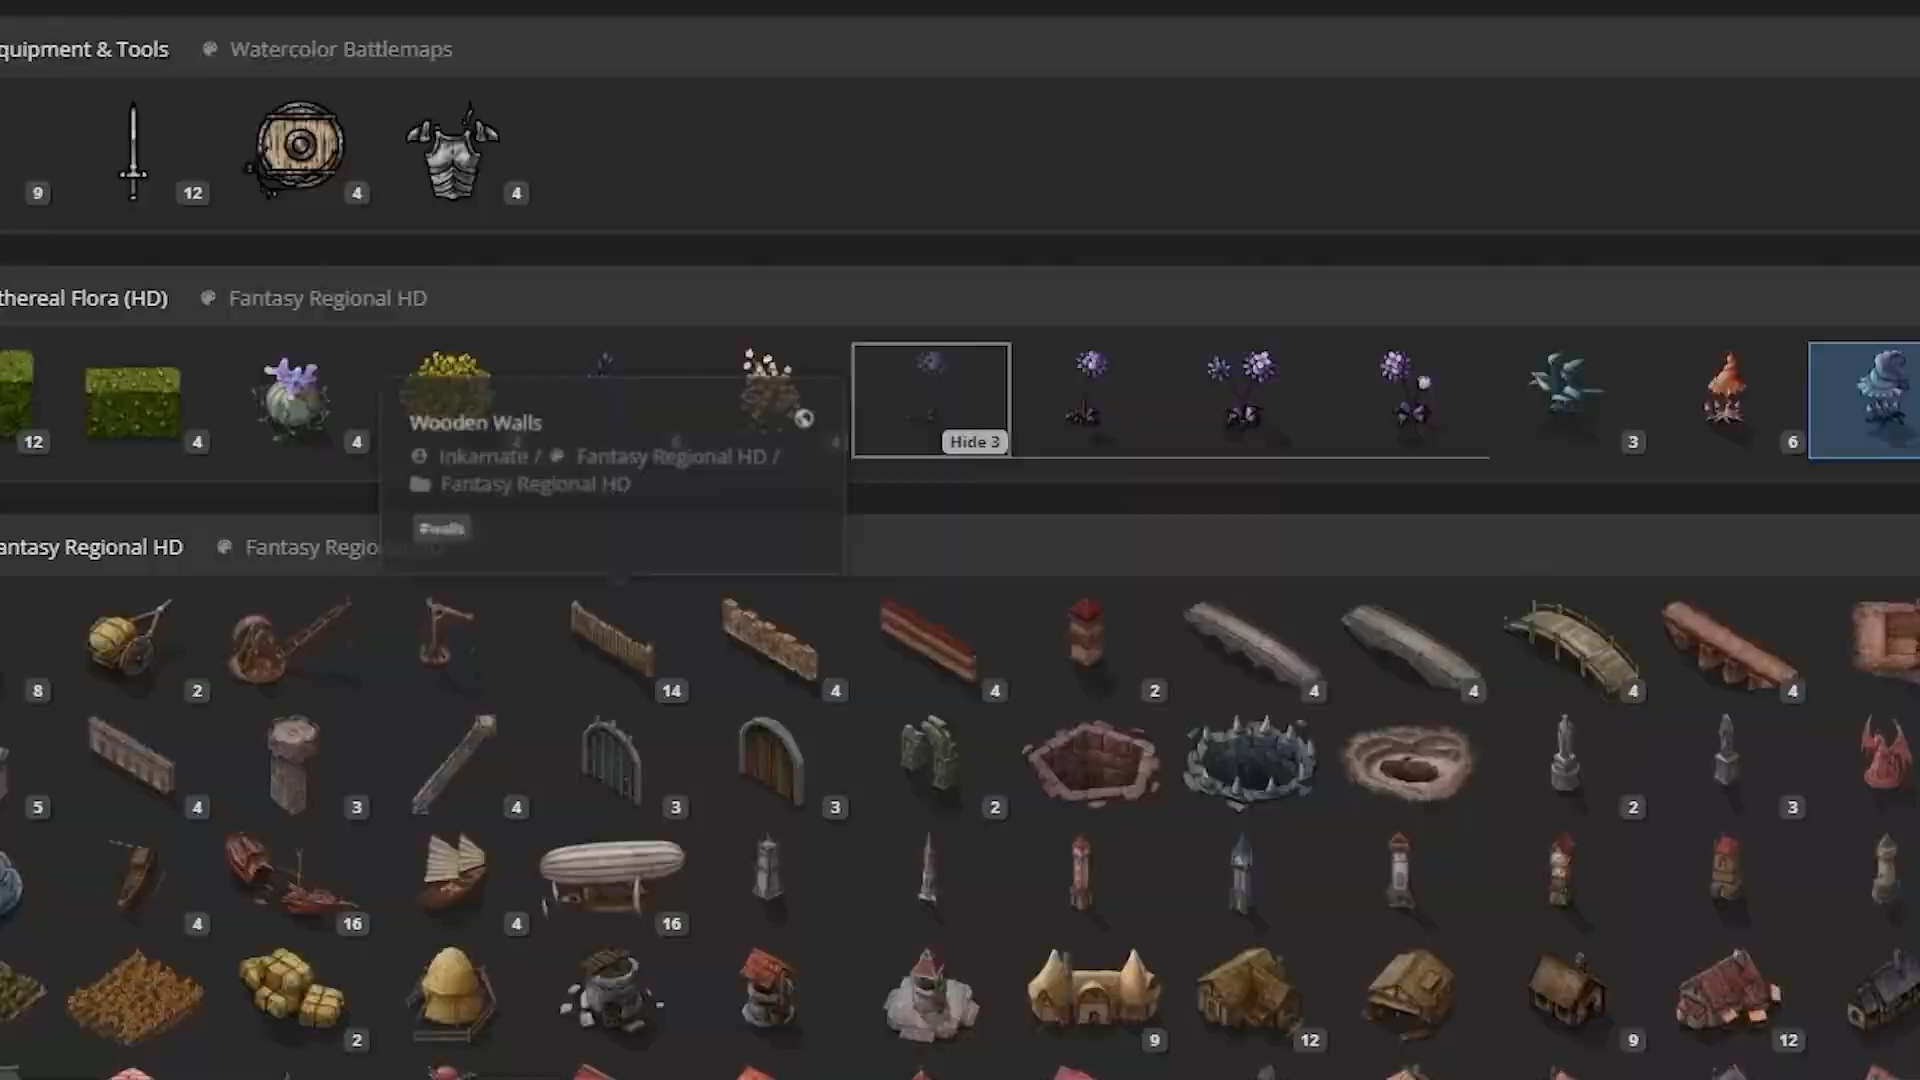 quipment & Tools Watercolor Battlemaps
9 12 4 4
thereal Flora (HD) Fantasy Regional HD
12 4 4 4 Hide 3 3 6
Wooden Walls
Inkarnate / Fantasy Regional HD /
Fantasy Regional HD
#walls
antasy Regional HD Fantasy Regio
8 2 14 4 4 2 4 4 4 4
5 4 3 4 3 3 2 2 3
4 16 4 16
2 9 12 9 12